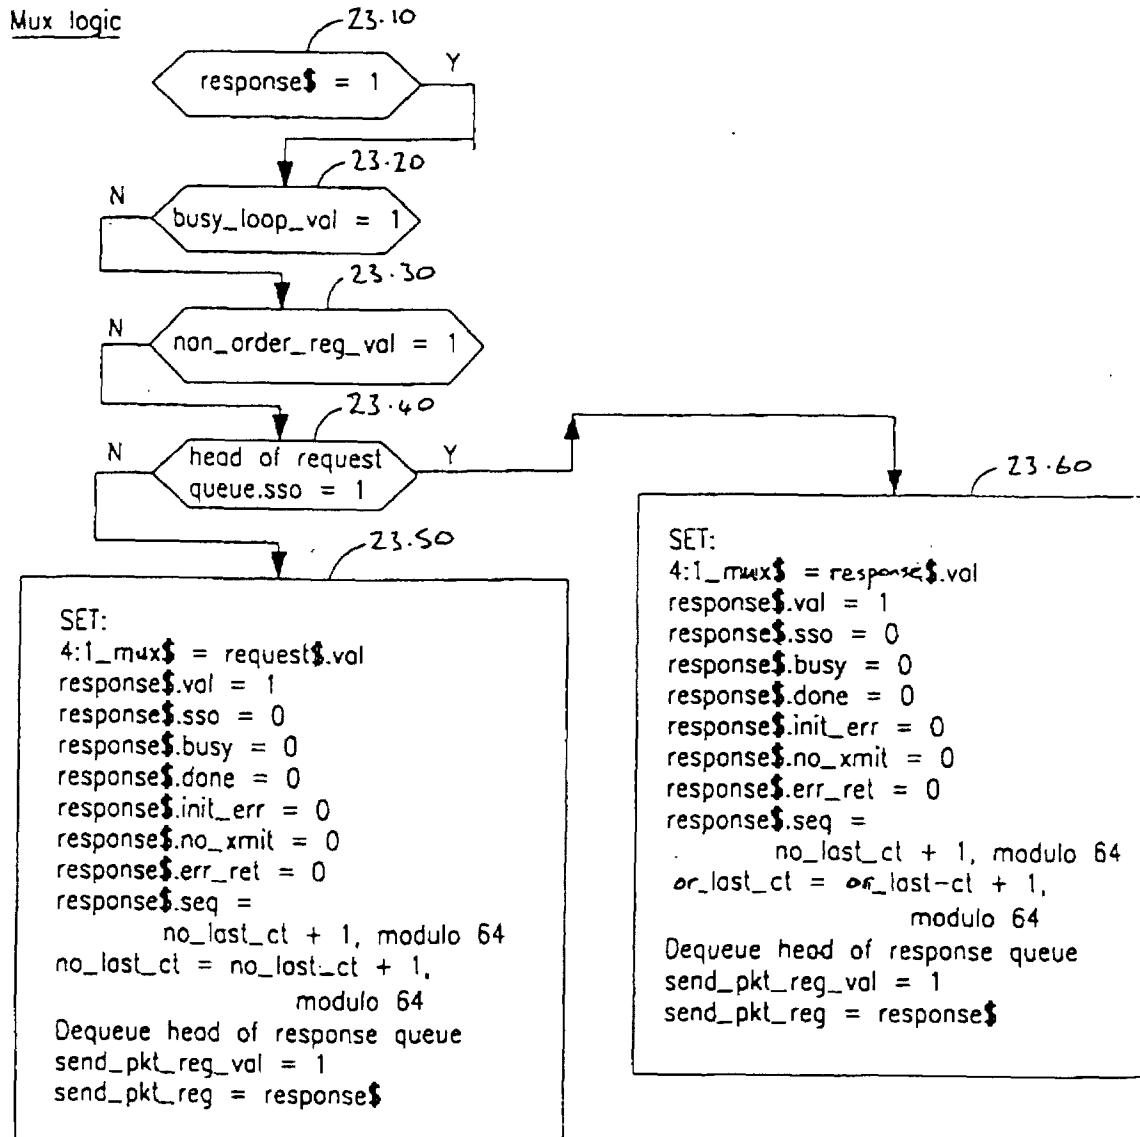 Mux logic
23.10
response$ = 1
Y
23.20
N
busy_loop_val = 1
23.30
N
non_order_reg_val = 1
23.40
N
head of request
queue.sso = 1
Y
23.50
SET:
4:1_mux$ = request$.val
response$.val = 1
response$.sso = 0
response$.busy = 0
response$.done = 0
response$.init_err = 0
response$.no_xmit = 0
response$.err_ret = 0
response$.seq =
no_last_ct + 1, modulo 64
no_last_ct = no_last_ct + 1,
modulo 64
Dequeue head of response queue
send_pkt_reg_val = 1
send_pkt_reg = response$
23.60
SET:
4:1_mux$ = response$.val
response$.val = 1
response$.sso = 0
response$.busy = 0
response$.done = 0
response$.init_err = 0
response$.no_xmit = 0
response$.err_ret = 0
response$.seq =
no_last_ct + 1, modulo 64
or_last_ct = or_last-ct + 1,
modulo 64
Dequeue head of response queue
send_pkt_reg_val = 1
send_pkt_reg = response$